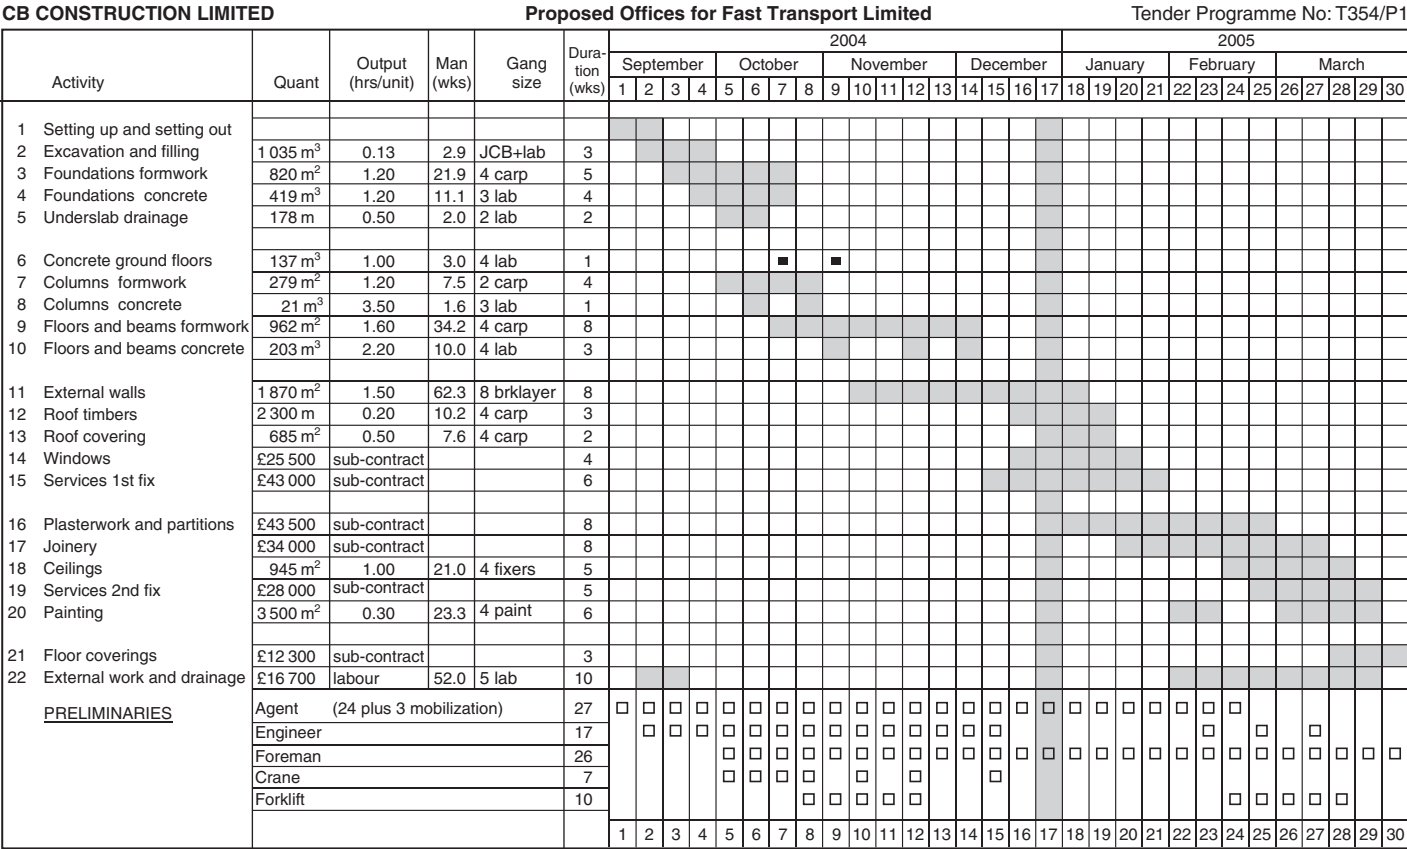 CB CONSTRUCTION LIMITED Proposed Offices for Fast Transport Limited Tender Programme No: T354/P1
2004 2005
Activity Quant Output (hrs/unit) Man (wks) Gang size Dura- tion (wks) September October November December January February March
1 2 3 4 5 6 7 8 9 10 11 12 13 14 15 16 17 18 19 20 21 22 23 24 25 26 27 28 29 30
1 Setting up and setting out
2 Excavation and filling 1 035 m³ 0.13 2.9 JCB+lab 3
3 Foundations formwork 820 m² 1.20 21.9 4 carp 5
4 Foundations concrete 419 m³ 1.20 11.1 3 lab 4
5 Underslab drainage 178 m 0.50 2.0 2 lab 2
6 Concrete ground floors 137 m³ 1.00 3.0 4 lab 1
7 Columns formwork 279 m² 1.20 7.5 2 carp 4
8 Columns concrete 21 m³ 3.50 1.6 3 lab 1
9 Floors and beams formwork 962 m² 1.60 34.2 4 carp 8
10 Floors and beams concrete 203 m³ 2.20 10.0 4 lab 3
11 External walls 1 870 m² 1.50 62.3 8 brklayer 8
12 Roof timbers 2 300 m 0.20 10.2 4 carp 3
13 Roof covering 685 m² 0.50 7.6 4 carp 2
14 Windows £25 500 sub-contract 4
15 Services 1st fix £43 000 sub-contract 6
16 Plasterwork and partitions £43 500 sub-contract 8
17 Joinery £34 000 sub-contract 8
18 Ceilings 945 m² 1.00 21.0 4 fixers 5
19 Services 2nd fix £28 000 sub-contract 5
20 Painting 3 500 m² 0.30 23.3 4 paint 6
21 Floor coverings £12 300 sub-contract 3
22 External work and drainage £16 700 labour 52.0 5 lab 10
PRELIMINARIES Agent (24 plus 3 mobilization) 27
Engineer 17
Foreman 26
Crane 7
Forklift 10
1 2 3 4 5 6 7 8 9 10 11 12 13 14 15 16 17 18 19 20 21 22 23 24 25 26 27 28 29 30